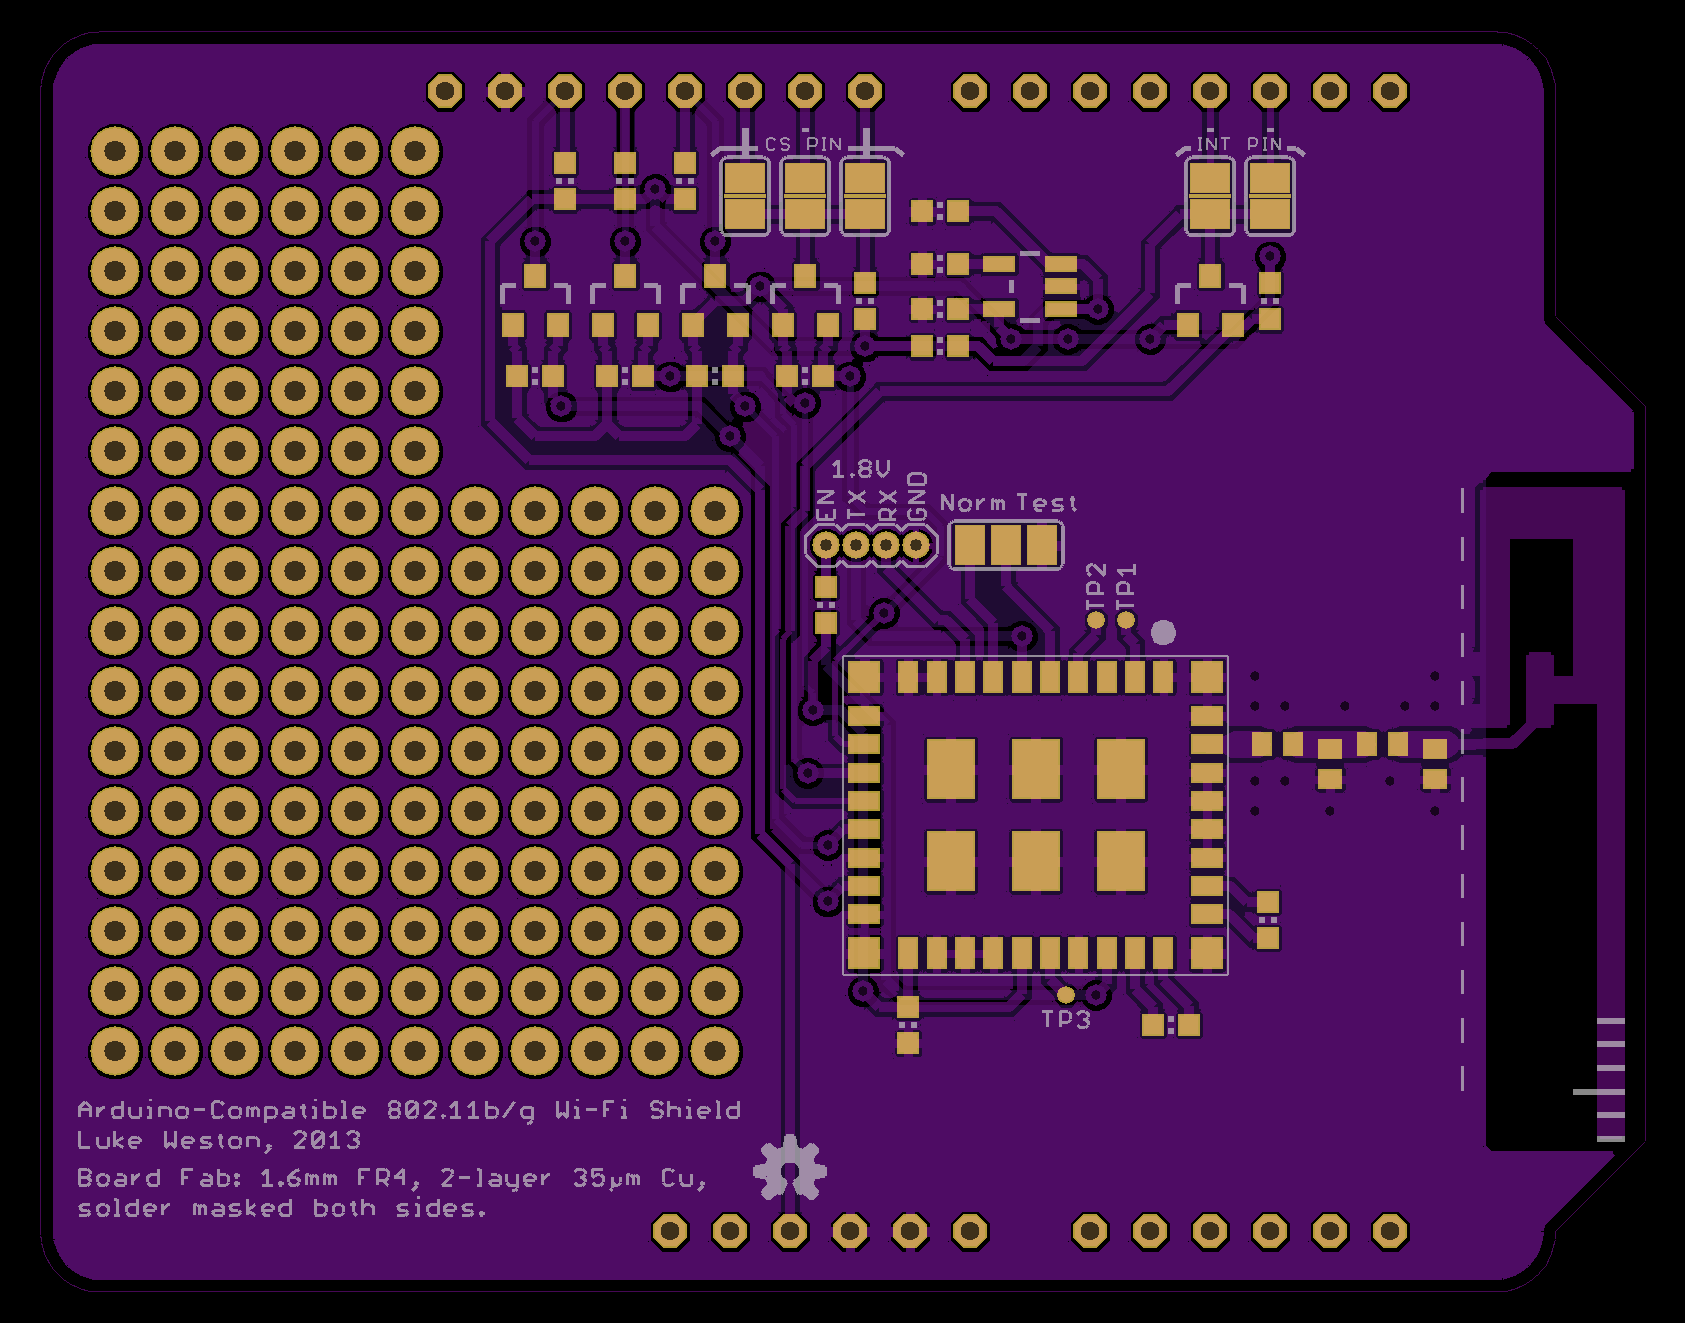 CS PIN
INT PIN
1.8V
EN
TX
RX
GND
Norm Test
TP2
TP1
TP3
Arduino-Compatible 802.11b/g Wi-Fi Shield
Luke Weston, 2013
Board Fab: 1.6mm FR4, 2-layer 35µm Cu,
solder masked both sides.